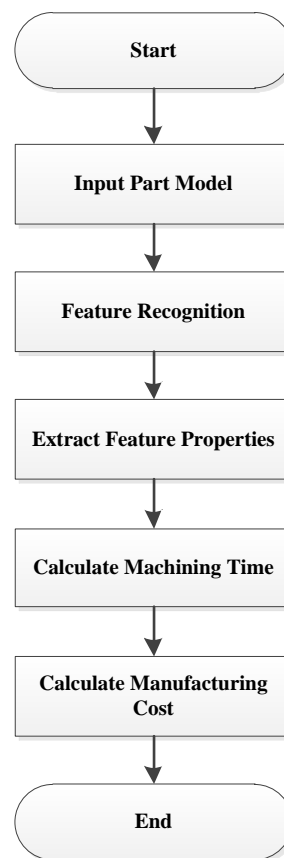 Start
Input Part Model
Feature Recognition
Extract Feature Properties
Calculate Machining Time
Calculate Manufacturing
Cost
End